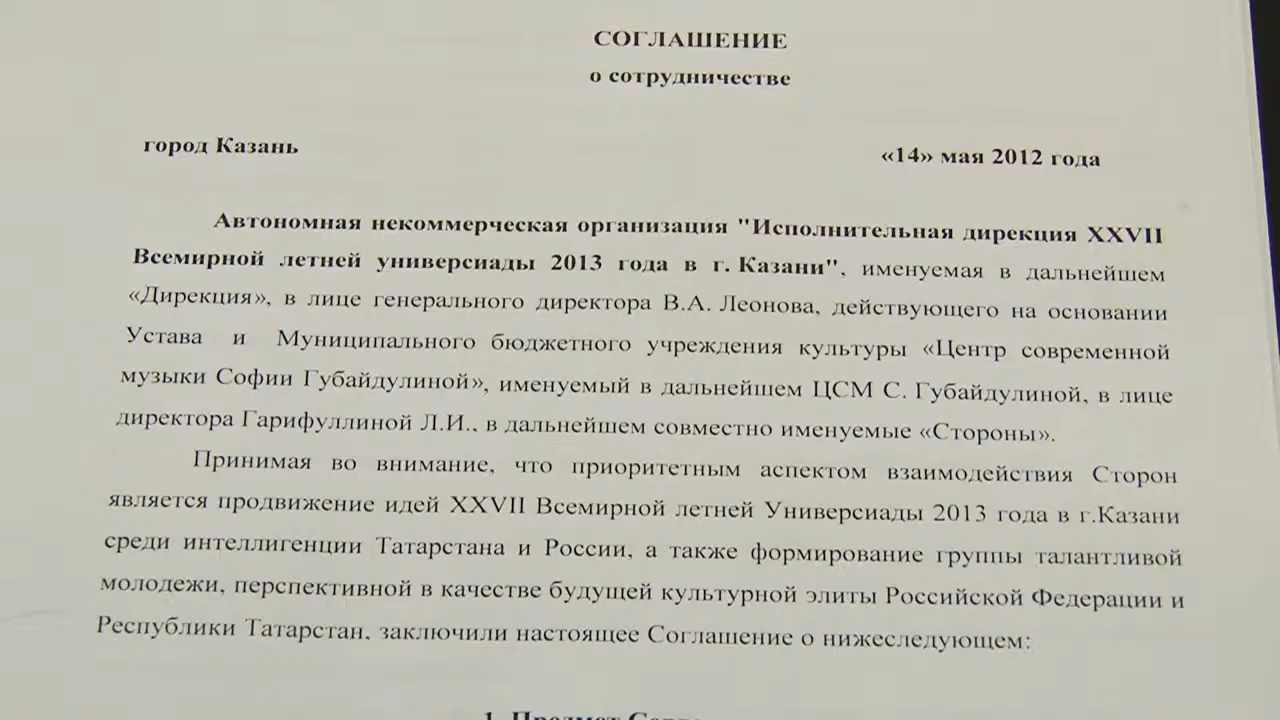 СОГЛАШЕНИЕ
о сотрудничестве
город Казань
«14» мая 2012 года
Автономная некоммерческая организация "Исполнительная дирекция XXVII
Всемирной летней универсиады 2013 года в г. Казани", именуемая в дальнейшем
«Дирекция», в лице генерального директора В.А. Леонова, действующего на основании
Устава и Муниципального бюджетного учреждения культуры «Центр современной
музыки Софии Губайдулиной», именуемый в дальнейшем ЦСМ С. Губайдулиной, в лице
директора Гарифуллиной Л.И., в дальнейшем совместно именуемые «Стороны».
Принимая во внимание, что приоритетным аспектом взаимодействия Сторон
является продвижение идей XXVII Всемирной летней Универсиады 2013 года в г.Казани
среди интеллигенции Татарстана и России, а также формирование группы талантливой
молодежи, перспективной в качестве будущей культурной элиты Российской Федерации и
Республики Татарстан, заключили настоящее Соглашение о нижеследующем:
1. Предмет